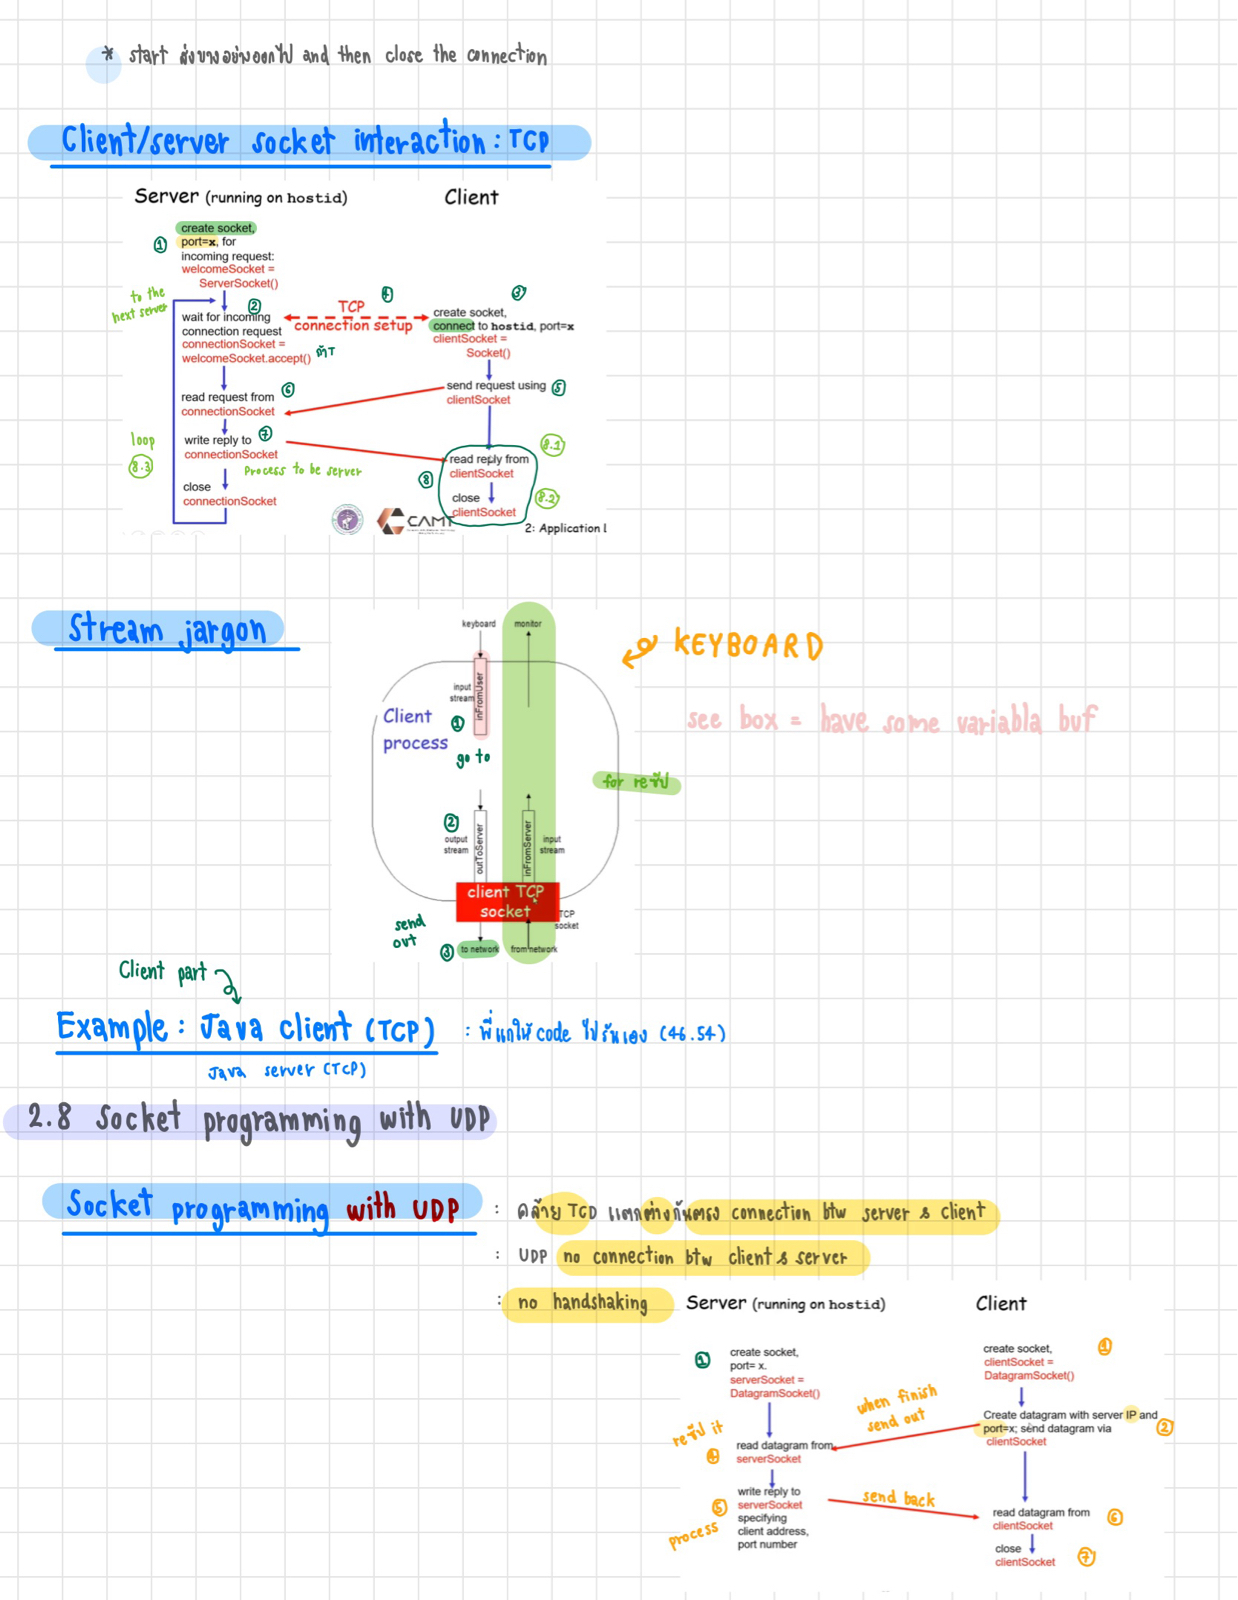 * start ส่งบางอย่างออกไป and then close the connection
Client/server socket interaction : TCP
Server (running on hostid)
Client
create socket,
port=x, for
incoming request:
welcomeSocket =
ServerSocket()
1
to the
next server
2
wait for incoming
connection request
connectionSocket =
welcomeSocket.accept()
TCP
connection setup
4
3
create socket,
connect to hostid, port=x
clientSocket =
Socket()
send request using
clientSocket
5
read request from
connectionSocket
6
write reply to
connectionSocket
7
Process to be server
loop
8.3
close
connectionSocket
8
read reply from
clientSocket
8.1
close
clientSocket
8.2
CAMT
2: Application L
Stream jargon
keyboard
monitor
KEYBOARD
input
stream
inFromUser
Client
process
1
go to
see box = have some variabla buf
for รีซีป
2
output
stream
outToServer
inFromServer
input
stream
client TCP
socket
TCP
socket
send
out
3
to network
from network
Client part
Example : Java client (TCP) : พี่แกให้ code ไปรันเอง (46.54)
Java server (TCP)
2.8 Socket programming with UDP
Socket programming with UDP
: คล้าย TCD แตกต่างกันตรง connection btw server & client
: UDP no connection btw client & server
: no handshaking
Server (running on hostid)
Client
1
create socket,
port= x.
serverSocket =
DatagramSocket()
create socket,
clientSocket =
DatagramSocket()
1
when finish
send out
Create datagram with server IP and
port=x; send datagram via
clientSocket
2
รีซีป it
4
read datagram from
serverSocket
5
process
write reply to
serverSocket
specifying
client address,
port number
send back
read datagram from
clientSocket
6
close
clientSocket
7